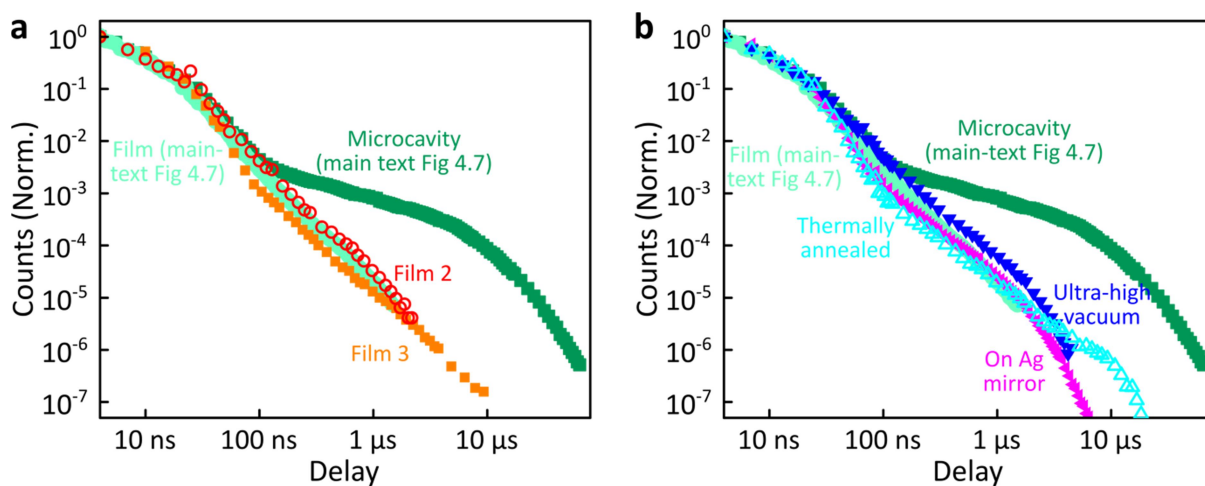 a
10⁰
10⁻¹
10⁻²
10⁻³
10⁻⁴
10⁻⁵
10⁻⁶
10⁻⁷
Counts (Norm.)
Microcavity
(main text Fig 4.7)
Film (main-
text Fig 4.7)
Film 2
Film 3
10 ns
100 ns
1 µs
10 µs
Delay
b
10⁰
10⁻¹
10⁻²
10⁻³
10⁻⁴
10⁻⁵
10⁻⁶
10⁻⁷
Counts (Norm.)
Microcavity
(main-text Fig 4.7)
Film (main-
text Fig 4.7)
Thermally
annealed
Ultra-high
vacuum
On Ag
mirror
10 ns
100 ns
1 µs
10 µs
Delay